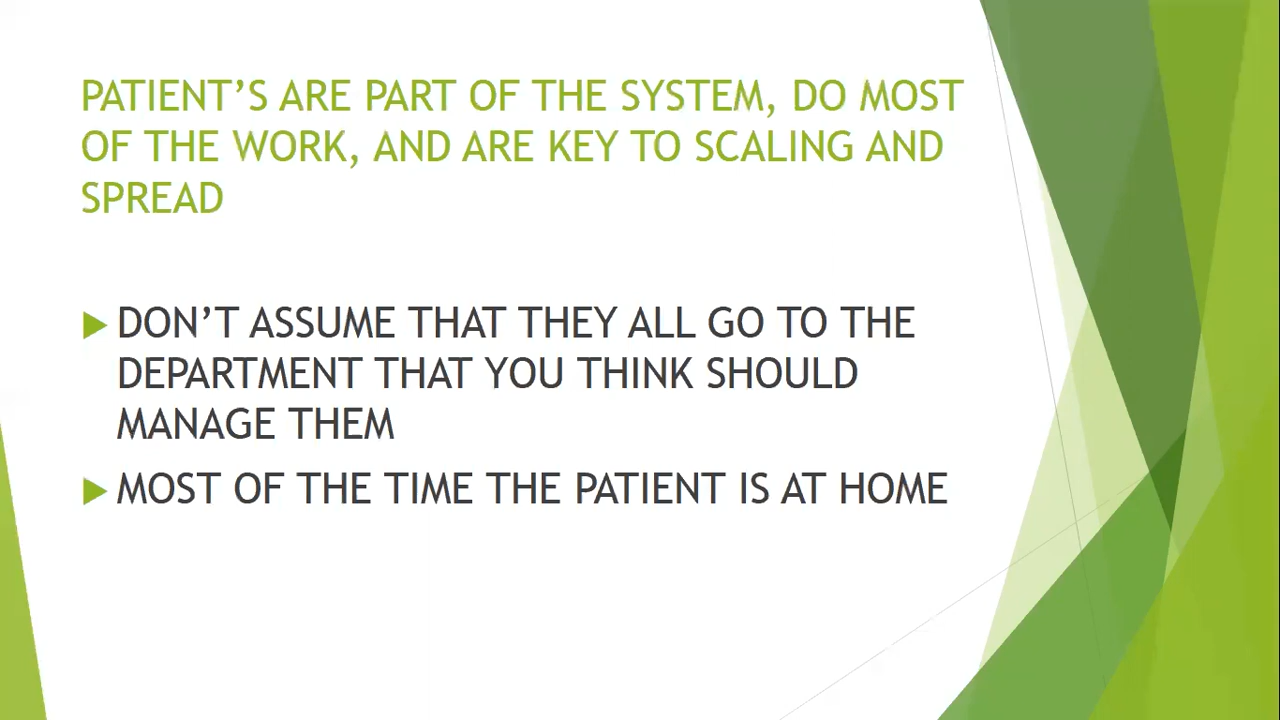 PATIENT’S ARE PART OF THE SYSTEM, DO MOST
OF THE WORK, AND ARE KEY TO SCALING AND
SPREAD
DON’T ASSUME THAT THEY ALL GO TO THE
DEPARTMENT THAT YOU THINK SHOULD
MANAGE THEM
MOST OF THE TIME THE PATIENT IS AT HOME